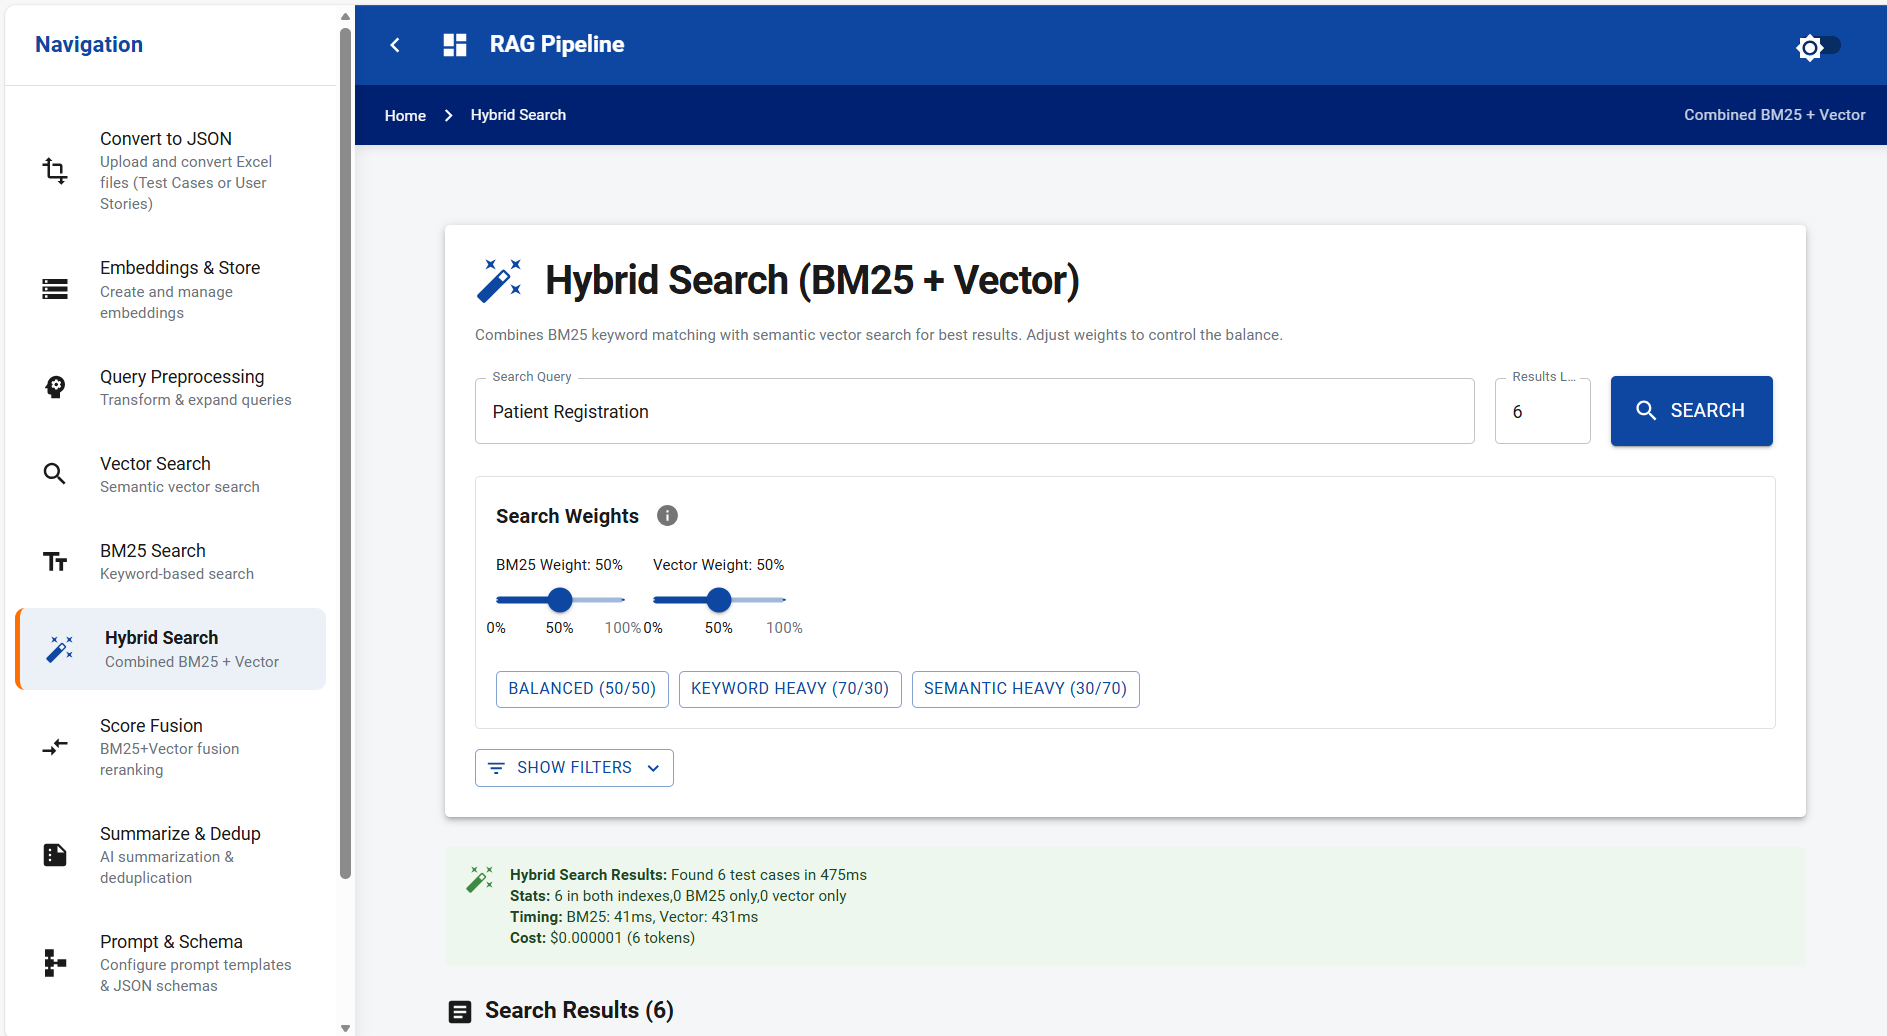 Navigation
Convert to JSON
Upload and convert Excel
files (Test Cases or User
Stories)
Embeddings & Store
Create and manage
embeddings
Query Preprocessing
Transform & expand queries
Vector Search
Semantic vector search
BM25 Search
Keyword-based search
Hybrid Search
Combined BM25 + Vector
Score Fusion
BM25+Vector fusion
reranking
Summarize & Dedup
AI summarization &
deduplication
Prompt & Schema
Configure prompt templates
& JSON schemas
RAG Pipeline
Home
Hybrid Search
Combined BM25 + Vector
Hybrid Search (BM25 + Vector)
Combines BM25 keyword matching with semantic vector search for best results. Adjust weights to control the balance.
Search Query
Patient Registration
Results L...
6
SEARCH
Search Weights
BM25 Weight: 50%
Vector Weight: 50%
0% 50% 100%
0% 50% 100%
BALANCED (50/50)
KEYWORD HEAVY (70/30)
SEMANTIC HEAVY (30/70)
SHOW FILTERS
Hybrid Search Results: Found 6 test cases in 475ms
Stats: 6 in both indexes,0 BM25 only,0 vector only
Timing: BM25: 41ms, Vector: 431ms
Cost: $0.000001 (6 tokens)
Search Results (6)